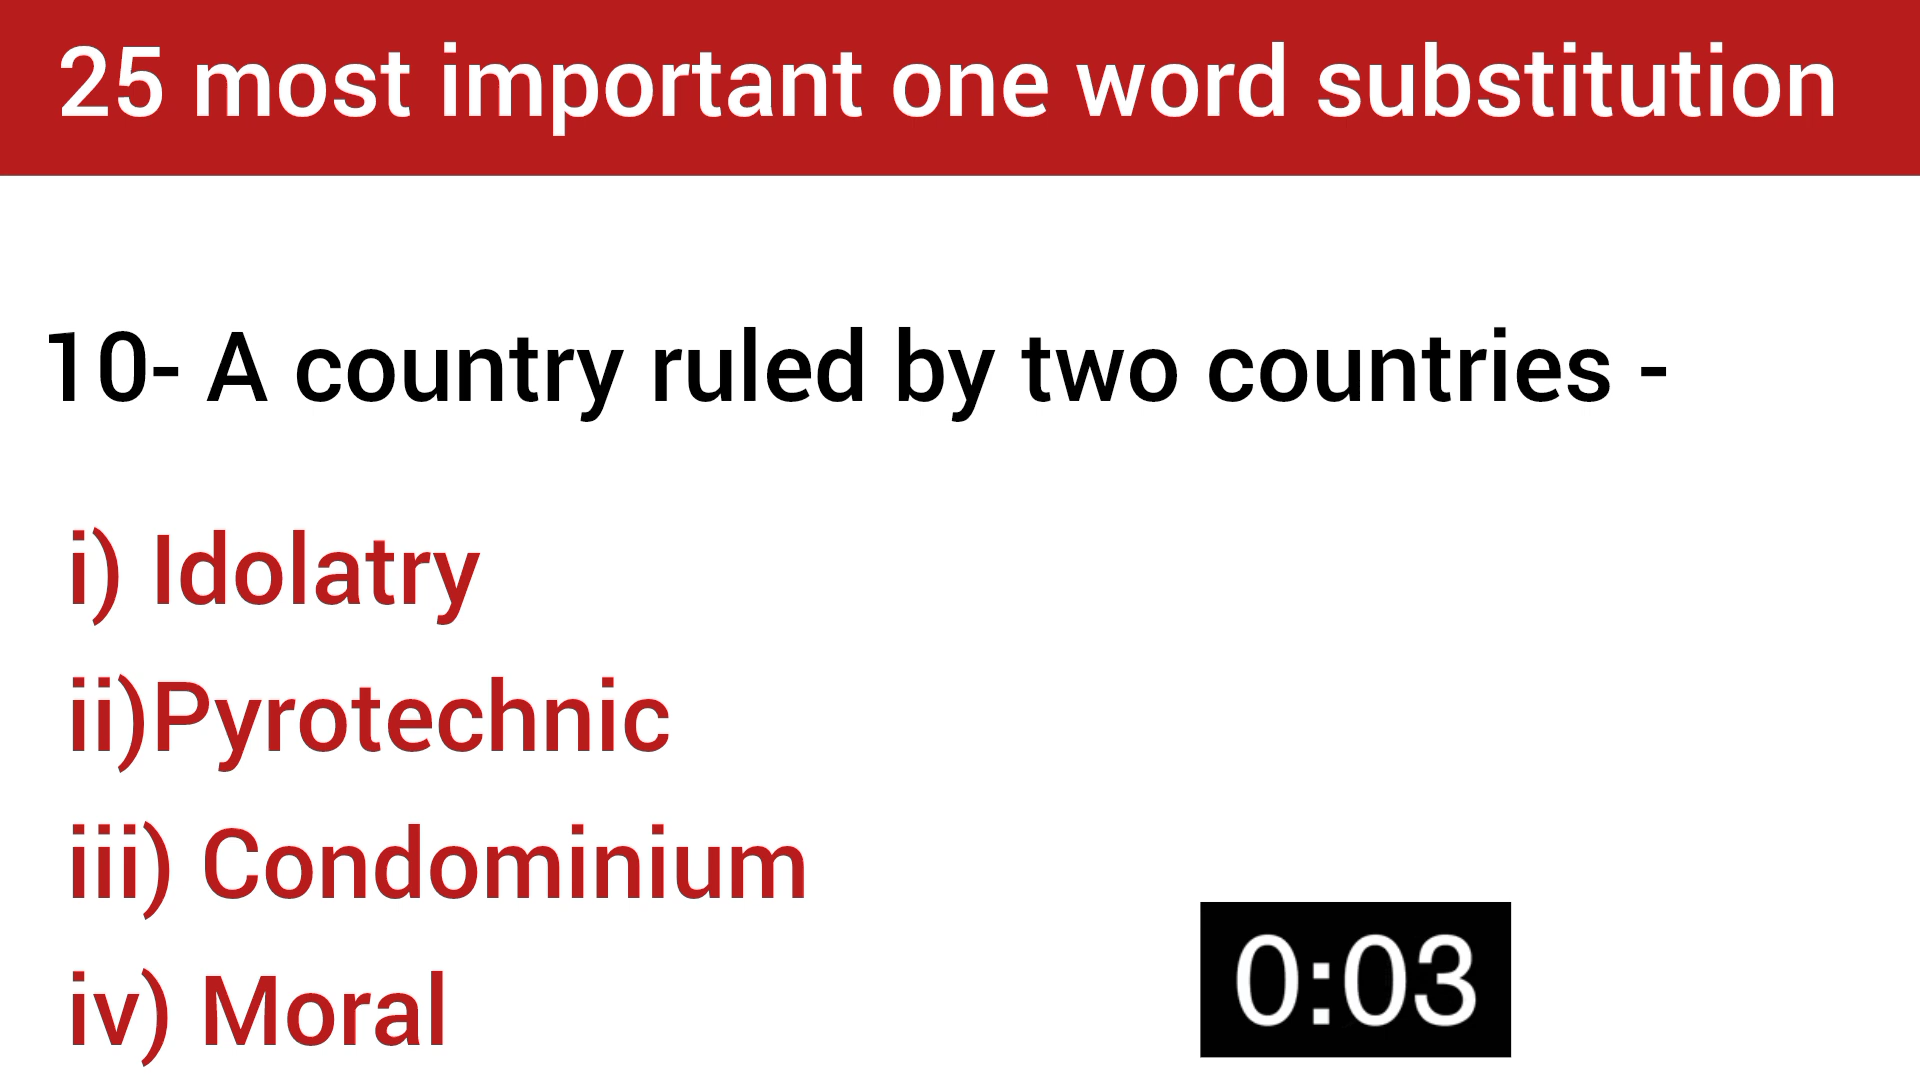 25 most important one word substitution
10- A country ruled by two countries -
i) Idolatry
ii)Pyrotechnic
iii) Condominium
iv) Moral
0:03